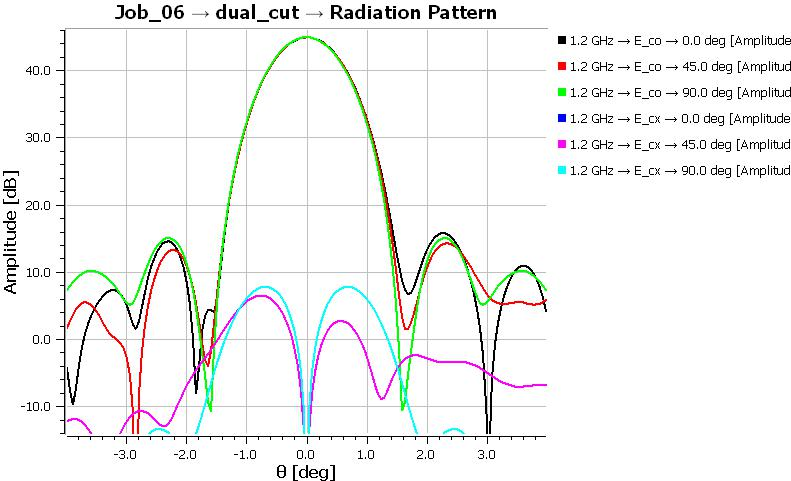 Job_06 → dual_cut → Radiation Pattern
1.2 GHz → E_co → 0.0 deg [Amplitude
1.2 GHz → E_co → 45.0 deg [Amplitud
1.2 GHz → E_co → 90.0 deg [Amplitud
1.2 GHz → E_cx → 0.0 deg [Amplitude
1.2 GHz → E_cx → 45.0 deg [Amplitud
1.2 GHz → E_cx → 90.0 deg [Amplitud
Amplitude [dB]
40.0
30.0
20.0
10.0
0.0
-10.0
-3.0 -2.0 -1.0 0.0 1.0 2.0 3.0
θ [deg]